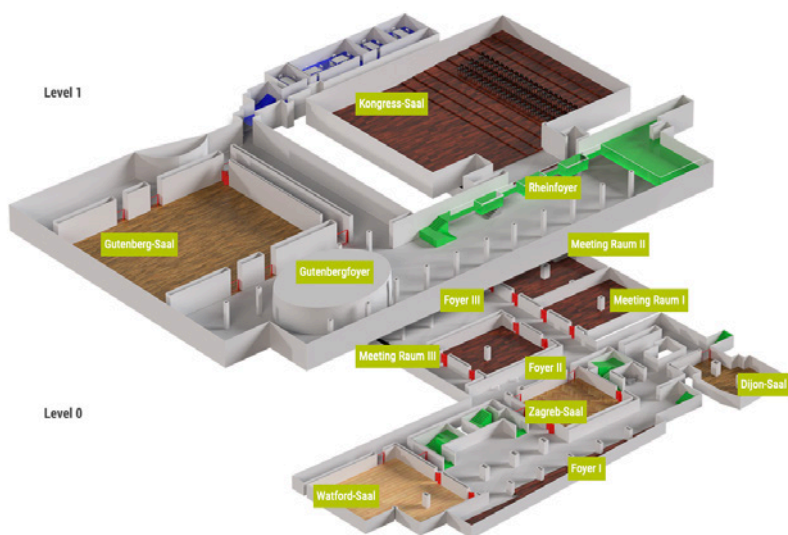 Level 1
Kongress-Saal
Rheinfoyer
Gutenberg-Saal
Gutenbergfoyer
Meeting Raum II
Foyer III
Meeting Raum I
Meeting Raum III
Foyer II
Dijon-Saal
Level 0
Zagreb-Saal
Foyer I
Watford-Saal